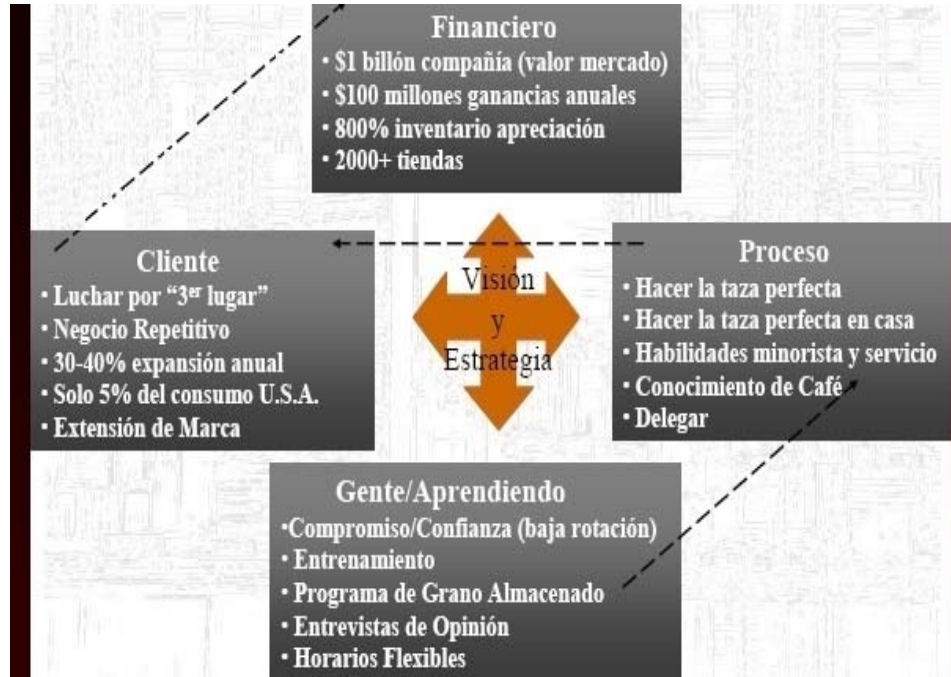 Financiero
• $1 billón compañía (valor mercado)
• $100 millones ganancias anuales
• 800% inventario apreciación
• 2000+ tiendas
Cliente
• Luchar por “3er lugar”
• Negocio Repetitivo
• 30-40% expansión anual
• Solo 5% del consumo U.S.A.
• Extensión de Marca
Visión
y
Estrategia
Proceso
• Hacer la taza perfecta
• Hacer la taza perfecta en casa
• Habilidades minorista y servicio
• Conocimiento de Café
• Delegar
Gente/Aprendiendo
•Compromiso/Confianza (baja rotación)
• Entrenamiento
• Programa de Grano Almacenado
• Entrevistas de Opinión
• Horarios Flexibles